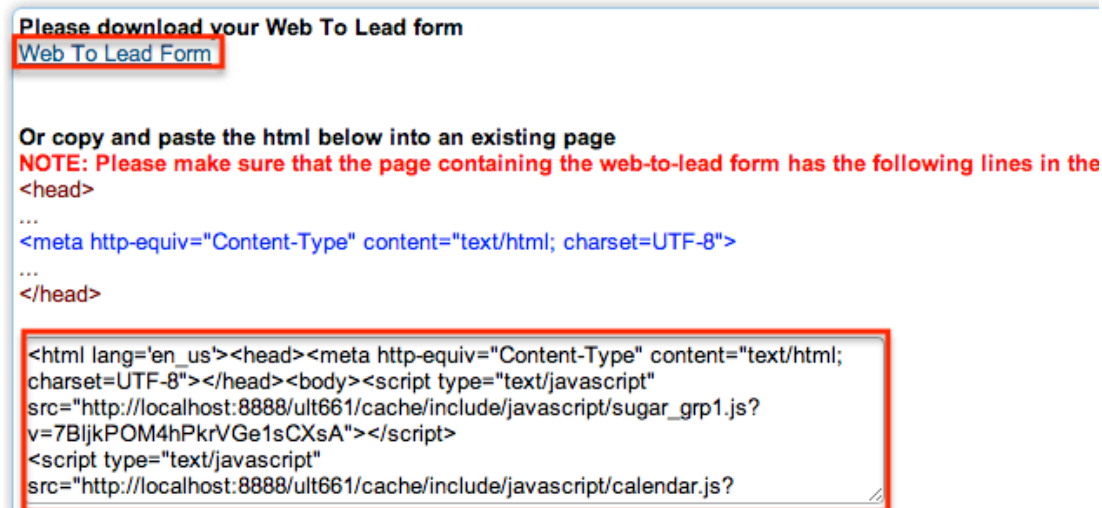 Please download your Web To Lead form
Web To Lead Form
Or copy and paste the html below into an existing page
NOTE: Please make sure that the page containing the web-to-lead form has the following lines in the
<head>
...
<meta http-equiv="Content-Type" content="text/html; charset=UTF-8">
...
</head>
<html lang='en_us'><head><meta http-equiv="Content-Type" content="text/html;
charset=UTF-8"></head><body><script type="text/javascript"
src="http://localhost:8888/ult661/cache/include/javascript/sugar_grp1.js?
v=7BljkPOM4hPkrVGe1sCXsA"></script>
<script type="text/javascript"
src="http://localhost:8888/ult661/cache/include/javascript/calendar.js?